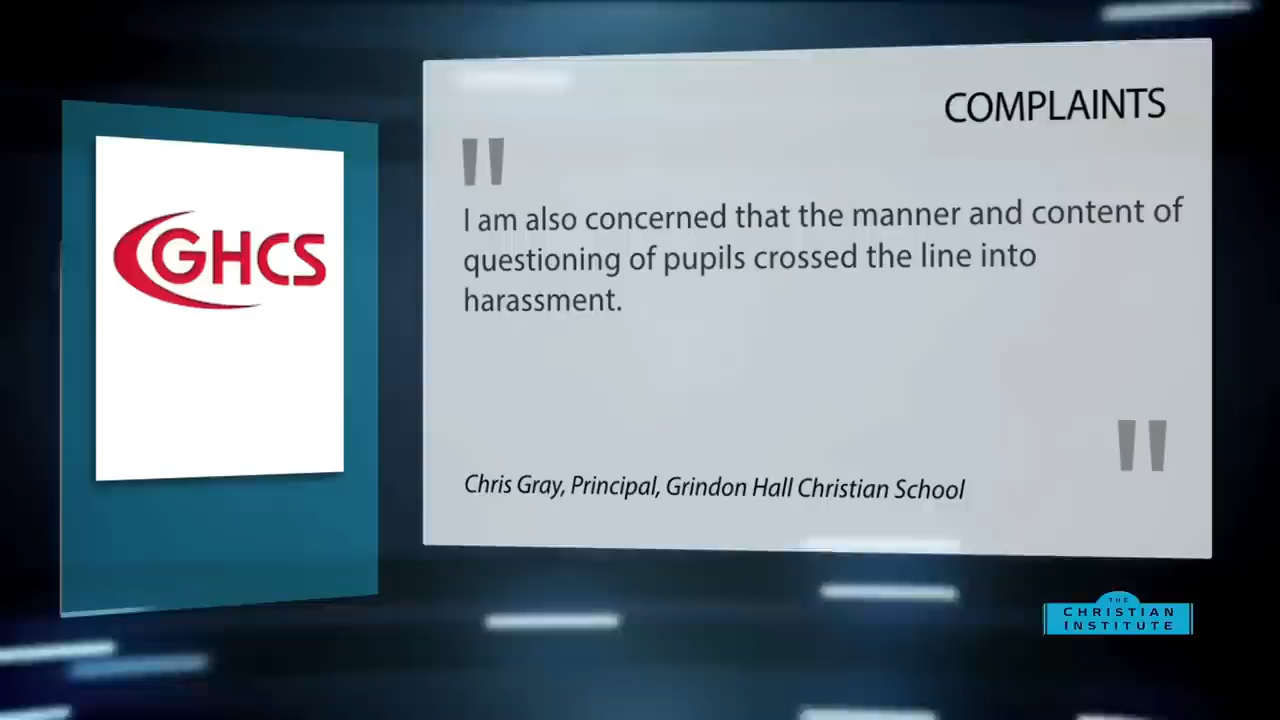 GHCS
COMPLAINTS
"
I am also concerned that the manner and content of
questioning of pupils crossed the line into
harassment.
"
Chris Gray, Principal, Grindon Hall Christian School
THE
CHRISTIAN
INSTITUTE